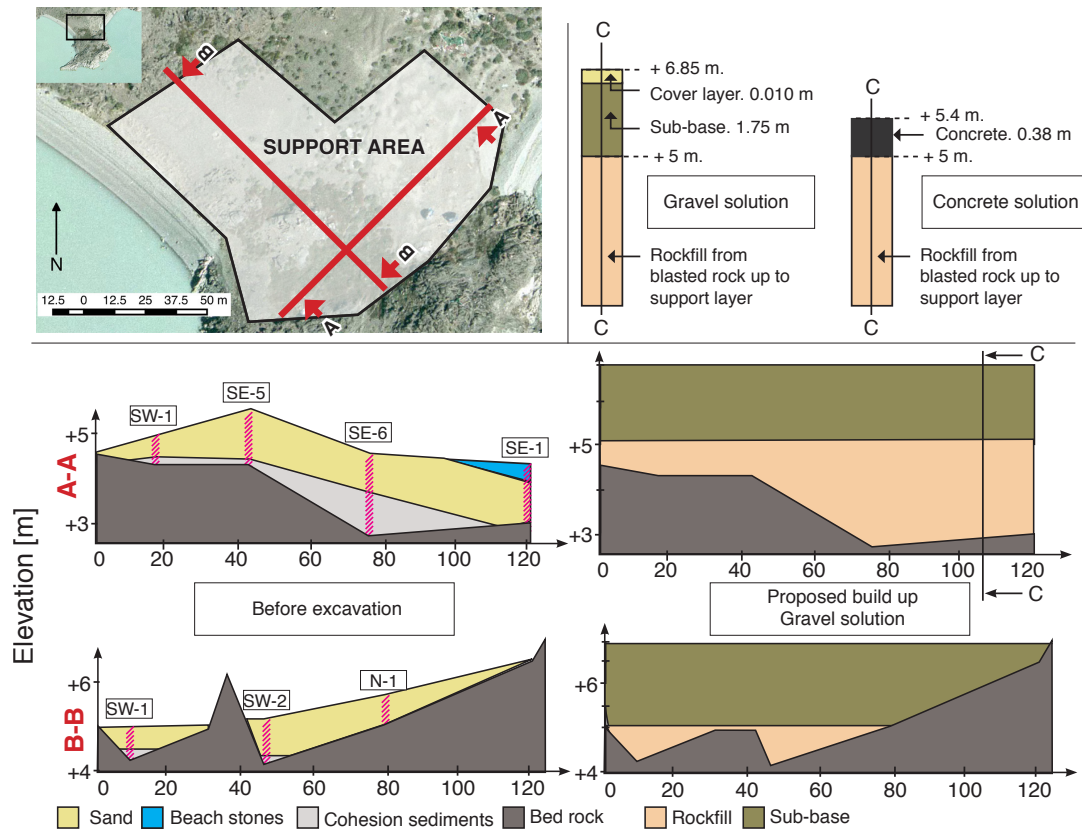 B
A
SUPPORT AREA
B
A
N
12.5 0 12.5 25 37.5 50 m
C
+ 6.85 m.
Cover layer. 0.010 m
Sub-base. 1.75 m
+ 5 m.
Gravel solution
Rockfill from
blasted rock up to
support layer
C
C
+ 5.4 m.
Concrete. 0.38 m
+ 5 m.
Concrete solution
Rockfill from
blasted rock up to
support layer
C
Elevation [m]
A-A
SW-1
SE-5
SE-6
SE-1
+5
+3
0 20 40 60 80 100 120
Before excavation
C
+5
+3
0 20 40 60 80 100 120
C
Proposed build up
Gravel solution
B-B
SW-1
SW-2
N-1
+6
+4
0 20 40 60 80 100 120
+6
+4
0 20 40 60 80 100 120
Sand Beach stones Cohesion sediments Bed rock Rockfill Sub-base